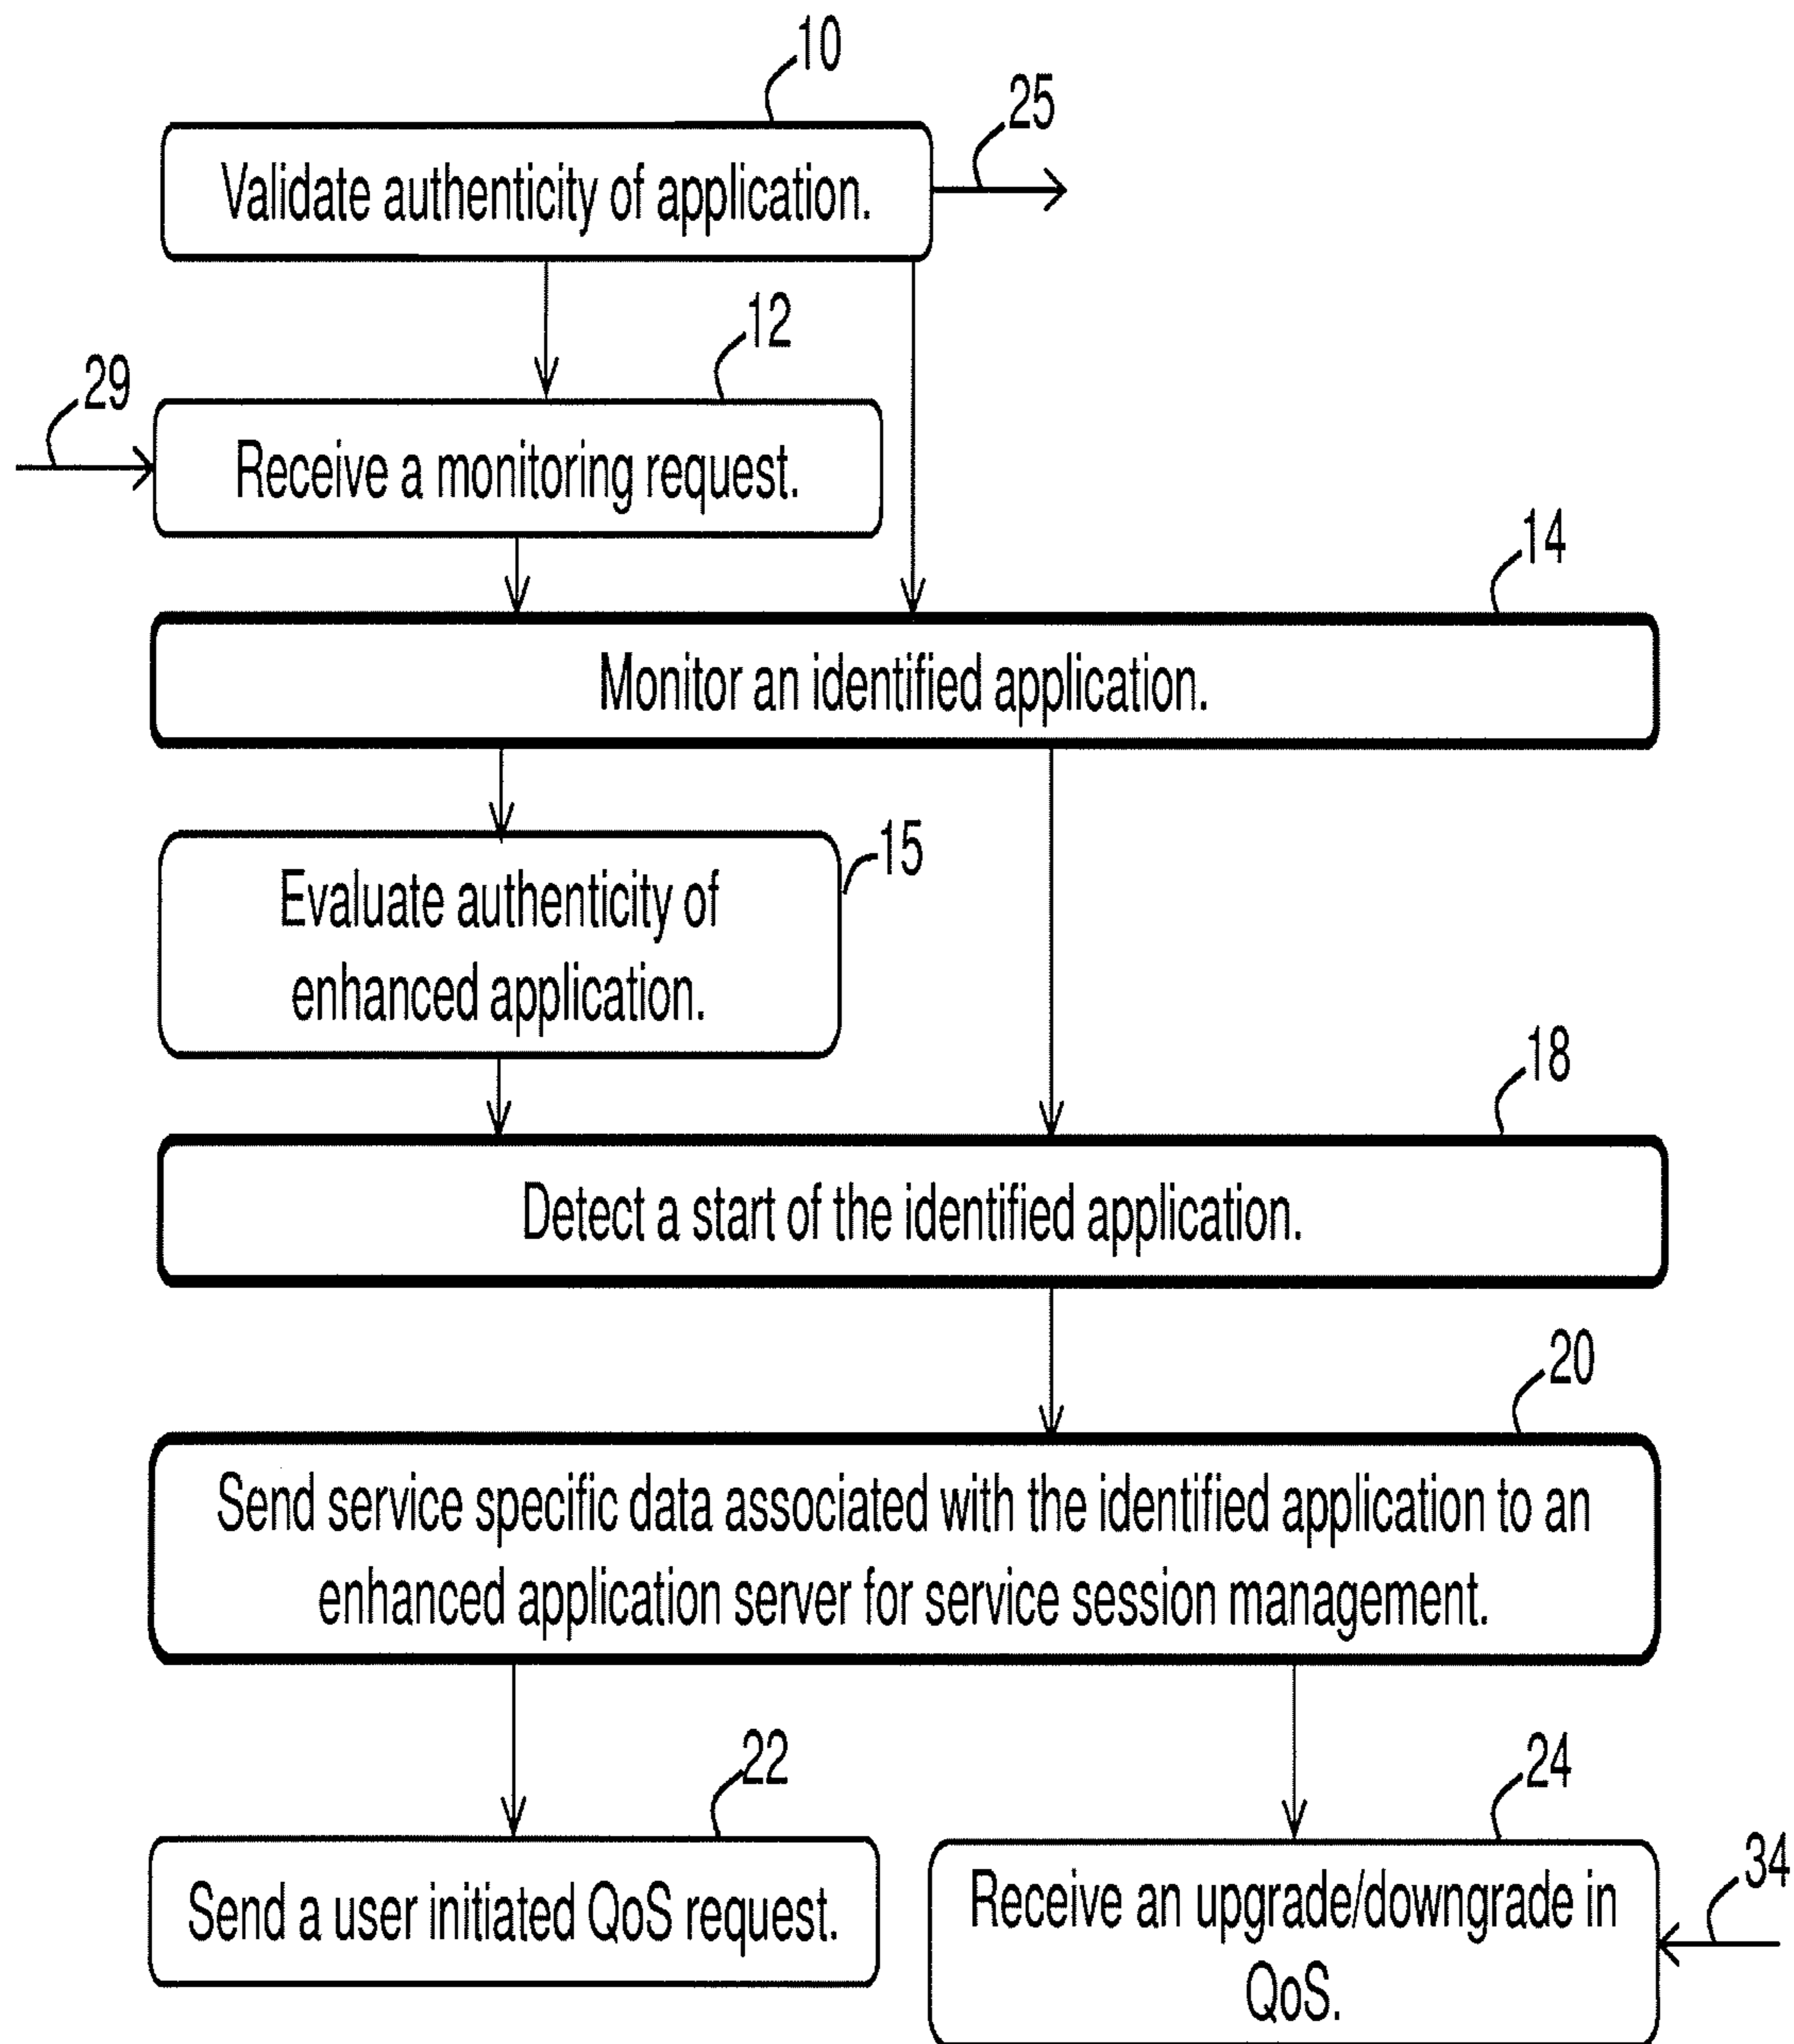 10
25
Validate authenticity of application.
12
29
Receive a monitoring request.
14
Monitor an identified application.
15
Evaluate authenticity of
enhanced application.
18
Detect a start of the identified application.
20
Send service specific data associated with the identified application to an
enhanced application server for service session management.
22
24
34
Send a user initiated QoS request.
Receive an upgrade/downgrade in
QoS.